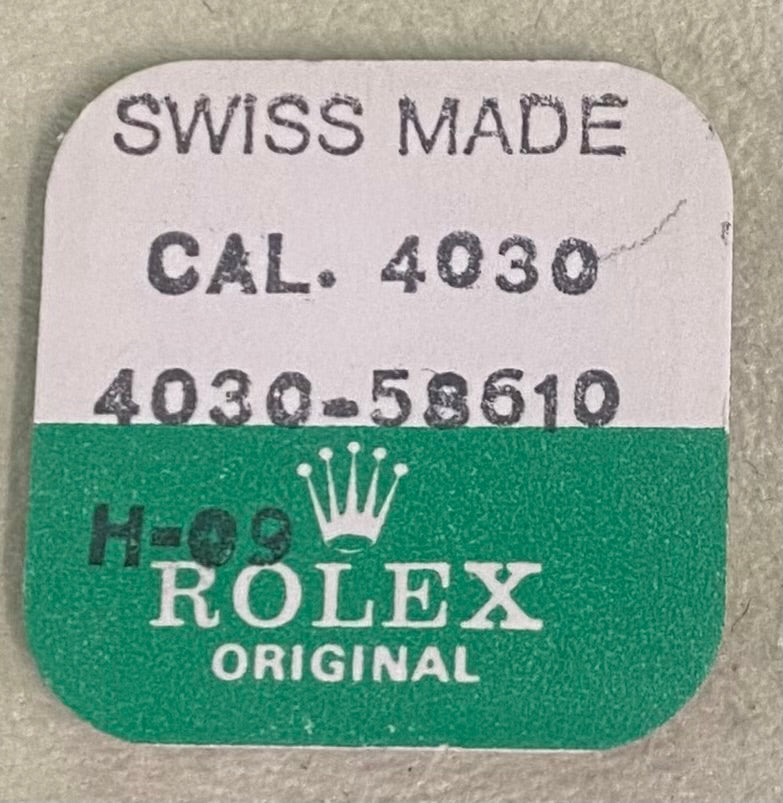 SWISS MADE
CAL. 4030
4030-58610
H-09
ROLEX
ORIGINAL